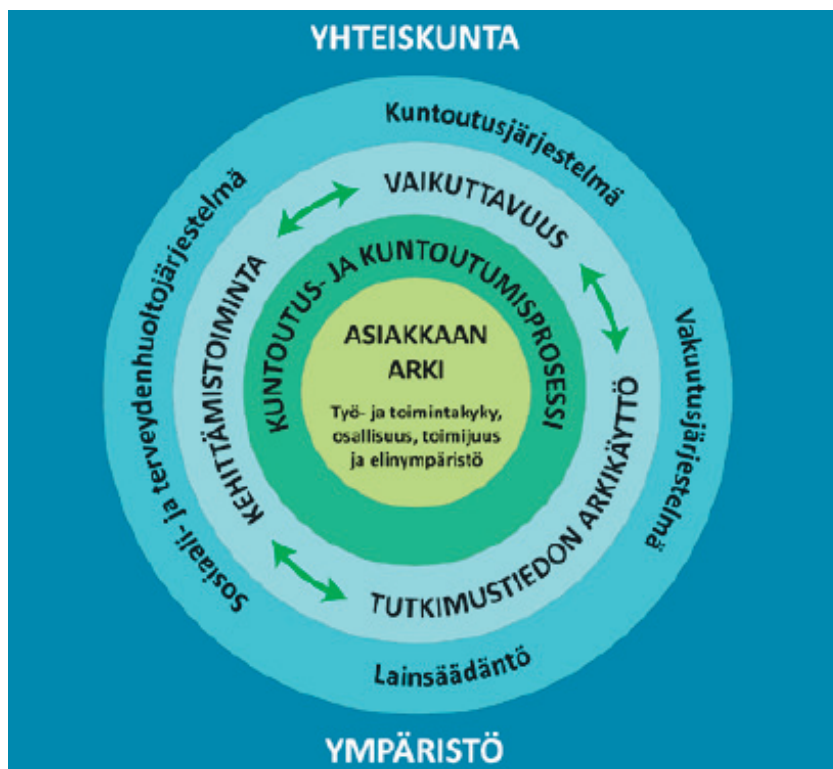 YHTEISKUNTA
Kuntoutusjärjestelmä
Sosiaali- ja terveydenhuoltojärjestelmä
Vakuutusjärjestelmä
Lainsäädäntö
VAIKUTTAVUUS
KEHITTÄMISTOIMINTA
TUTKIMUSTIEDON ARKIKÄYTTÖ
KUNTOUTUS- JA KUNTOUTUMISPROSESSI
ASIAKKAAN
ARKI
Työ- ja toimintakyky,
osallisuus, toimijuus
ja elinympäristö
YMPÄRISTÖ